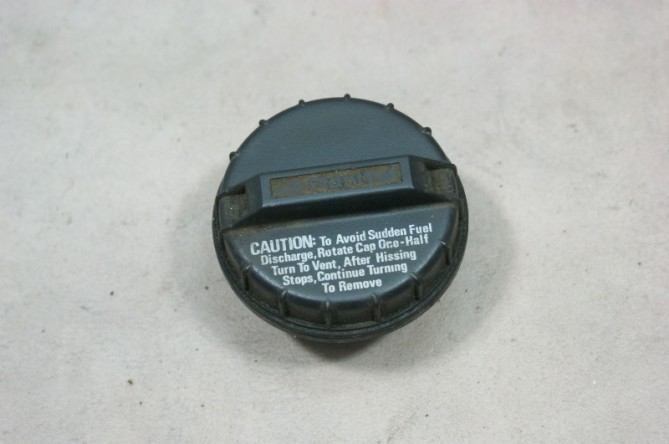 CAUTION: To Avoid Sudden Fuel
Discharge, Rotate Cap One-Half
Turn To Vent, After Hissing
Stops, Continue Turning
To Remove